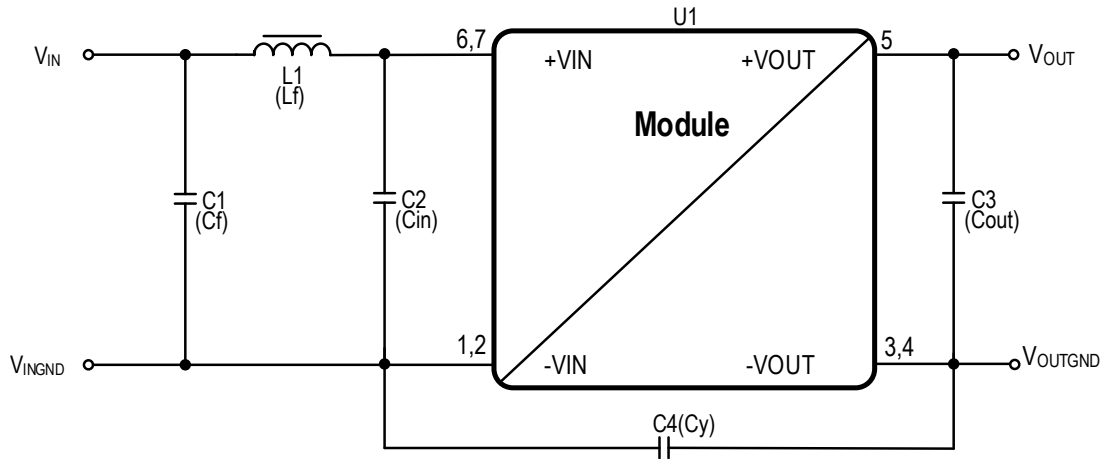 U1
VIN
6,7
+VIN
+VOUT
5
VOUT
L1
(Lf)
Module
C1
(Cf)
C2
(Cin)
C3
(Cout)
VINGND
1,2
-VIN
-VOUT
3,4
VOUTGND
C4(Cy)